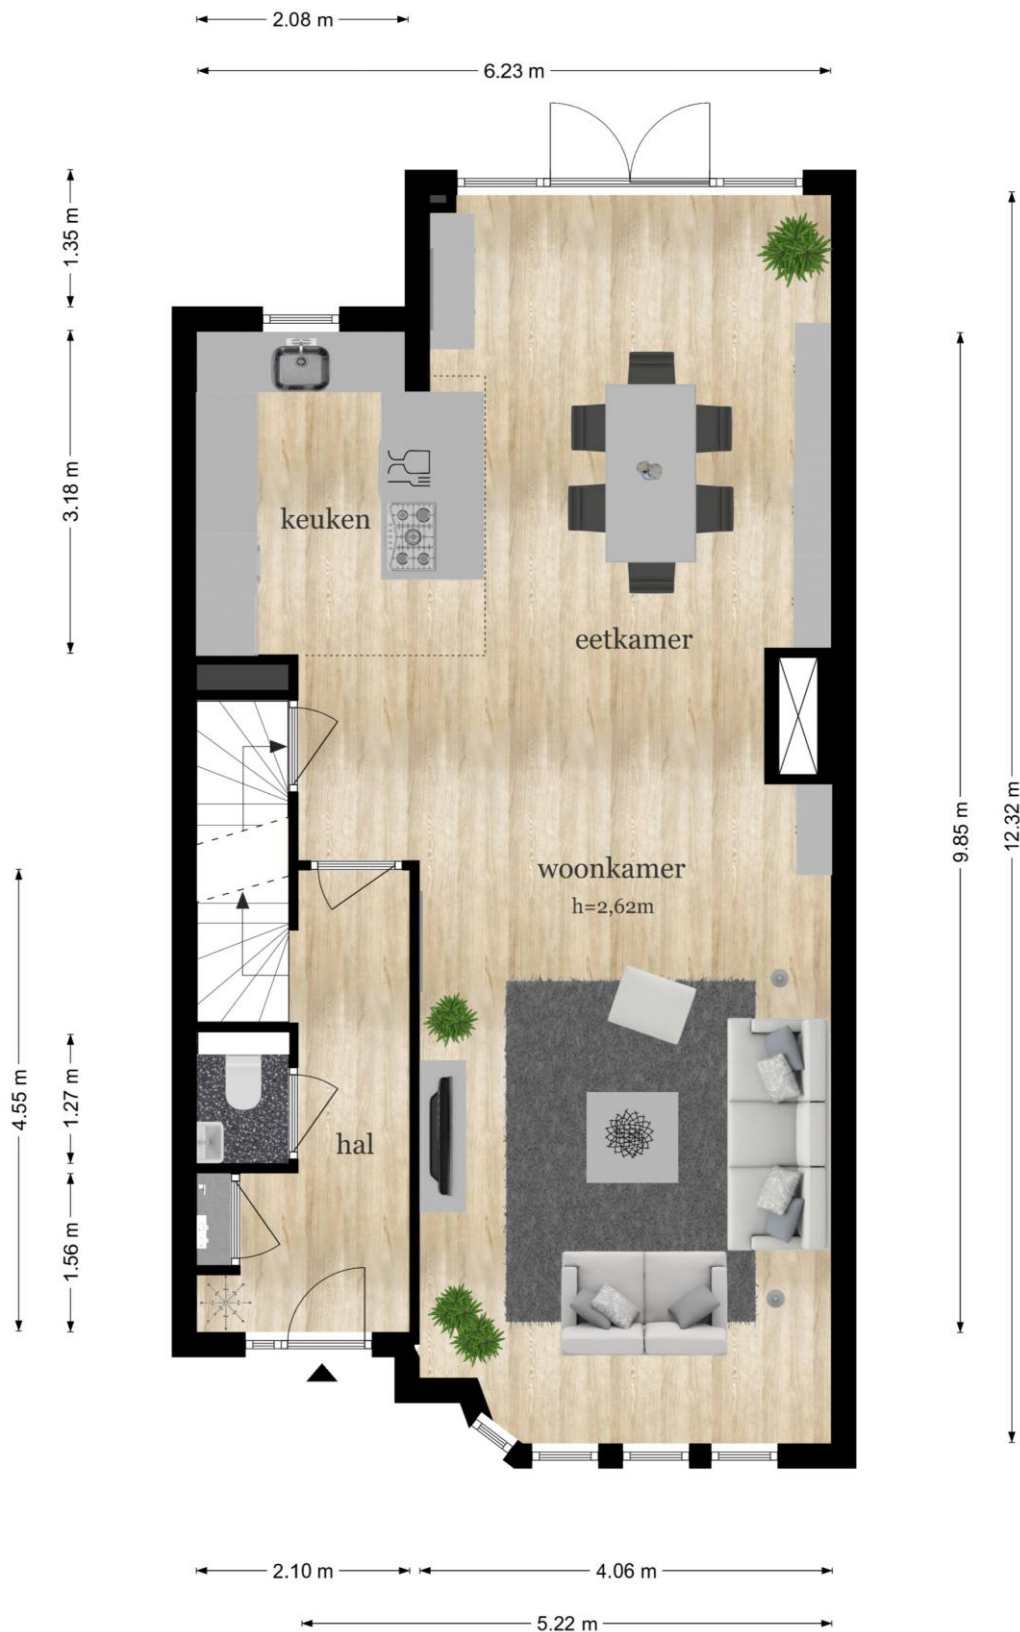 2.08 m
6.23 m
1.35 m
3.18 m
keuken
eetkamer
9.85 m
12.32 m
woonkamer
h=2,62m
4.55 m
1.27 m
hal
1.56 m
2.10 m
4.06 m
5.22 m